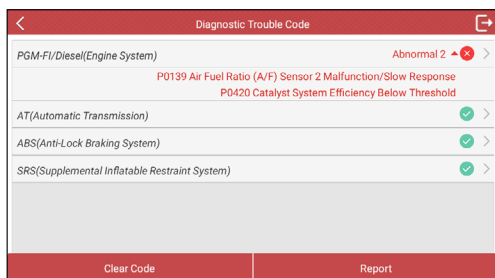 Diagnostic Trouble Code
PGM-FI/Diesel(Engine System) Abnormal 2
P0139 Air Fuel Ratio (A/F) Sensor 2 Malfunction/Slow Response
P0420 Catalyst System Efficiency Below Threshold
AT(Automatic Transmission)
ABS(Anti-Lock Braking System)
SRS(Supplemental Inflatable Restraint System)
Clear Code Report